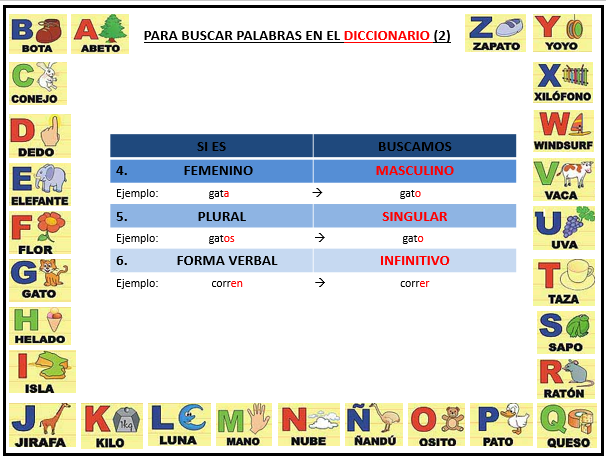 B BOTA
A ABETO
PARA BUSCAR PALABRAS EN EL DICCIONARIO (2)
Z ZAPATO
Y YOYO
C CONEJO
X XILÓFONO
D DEDO
W WINDSURF
SI ES BUSCAMOS
4. FEMENINO MASCULINO
Ejemplo: gata → gato
5. PLURAL SINGULAR
Ejemplo: gatos → gato
6. FORMA VERBAL INFINITIVO
Ejemplo: corren → correr
E ELEFANTE
V VACA
F FLOR
U UVA
G GATO
T TAZA
H HELADO
S SAPO
I ISLA
R RATÓN
J JIRAFA
K KILO
1kg
L LUNA
M MANO
N NUBE
Ñ ÑANDÚ
O OSITO
P PATO
Q QUESO